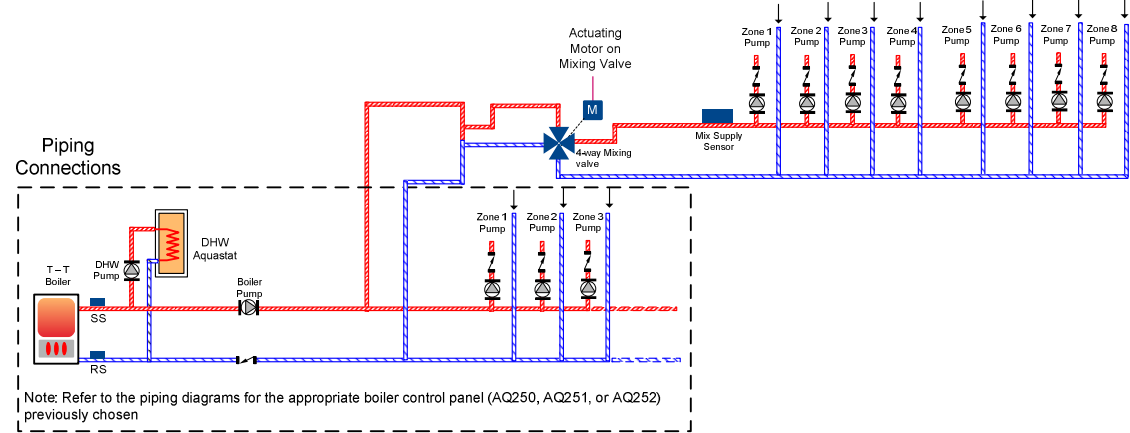 Actuating
Motor on
Mixing Valve
M
Zone 1
Pump
Zone 2
Pump
Zone 3
Pump
Zone 4
Pump
Zone 5
Pump
Zone 6
Pump
Zone 7
Pump
Zone 8
Pump
Mix Supply
Sensor
4-way Mixing
valve
Piping
Connections
DHW
Aquastat
DHW
Pump
T – T
Boiler
Boiler
Pump
Zone 1
Pump
Zone 2
Pump
Zone 3
Pump
SS
RS
Note: Refer to the piping diagrams for the appropriate boiler control panel (AQ250, AQ251, or AQ252)
previously chosen